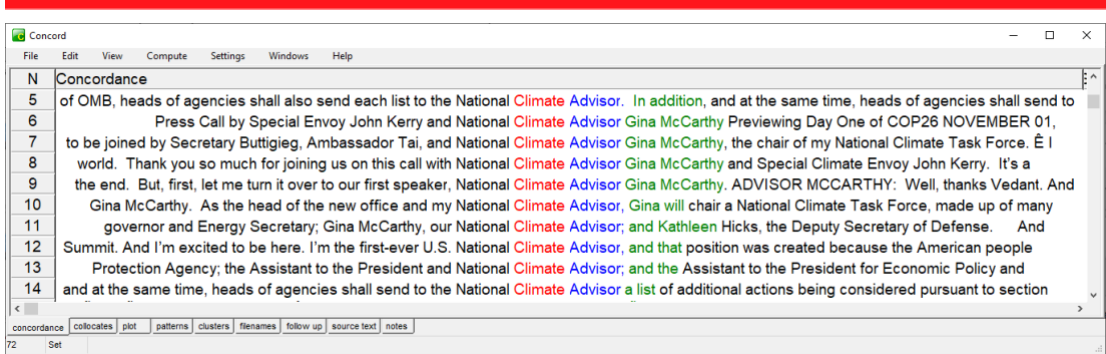 Concord
File Edit View Compute Settings Windows Help
N Concordance
5 of OMB, heads of agencies shall also send each list to the National Climate Advisor. In addition, and at the same time, heads of agencies shall send to
6 Press Call by Special Envoy John Kerry and National Climate Advisor Gina McCarthy Previewing Day One of COP26 NOVEMBER 01,
7 to be joined by Secretary Buttigieg, Ambassador Tai, and National Climate Advisor Gina McCarthy, the chair of my National Climate Task Force. Ê I
8 world. Thank you so much for joining us on this call with National Climate Advisor Gina McCarthy and Special Climate Envoy John Kerry. It's a
9 the end. But, first, let me turn it over to our first speaker, National Climate Advisor Gina McCarthy. ADVISOR MCCARTHY: Well, thanks Vedant. And
10 Gina McCarthy. As the head of the new office and my National Climate Advisor, Gina will chair a National Climate Task Force, made up of many
11 governor and Energy Secretary; Gina McCarthy, our National Climate Advisor; and Kathleen Hicks, the Deputy Secretary of Defense. And
12 Summit. And I'm excited to be here. I'm the first-ever U.S. National Climate Advisor, and that position was created because the American people
13 Protection Agency; the Assistant to the President and National Climate Advisor; and the Assistant to the President for Economic Policy and
14 and at the same time, heads of agencies shall send to the National Climate Advisor a list of additional actions being considered pursuant to section
concordance collocates plot patterns clusters filenames follow up source text notes
72 Set